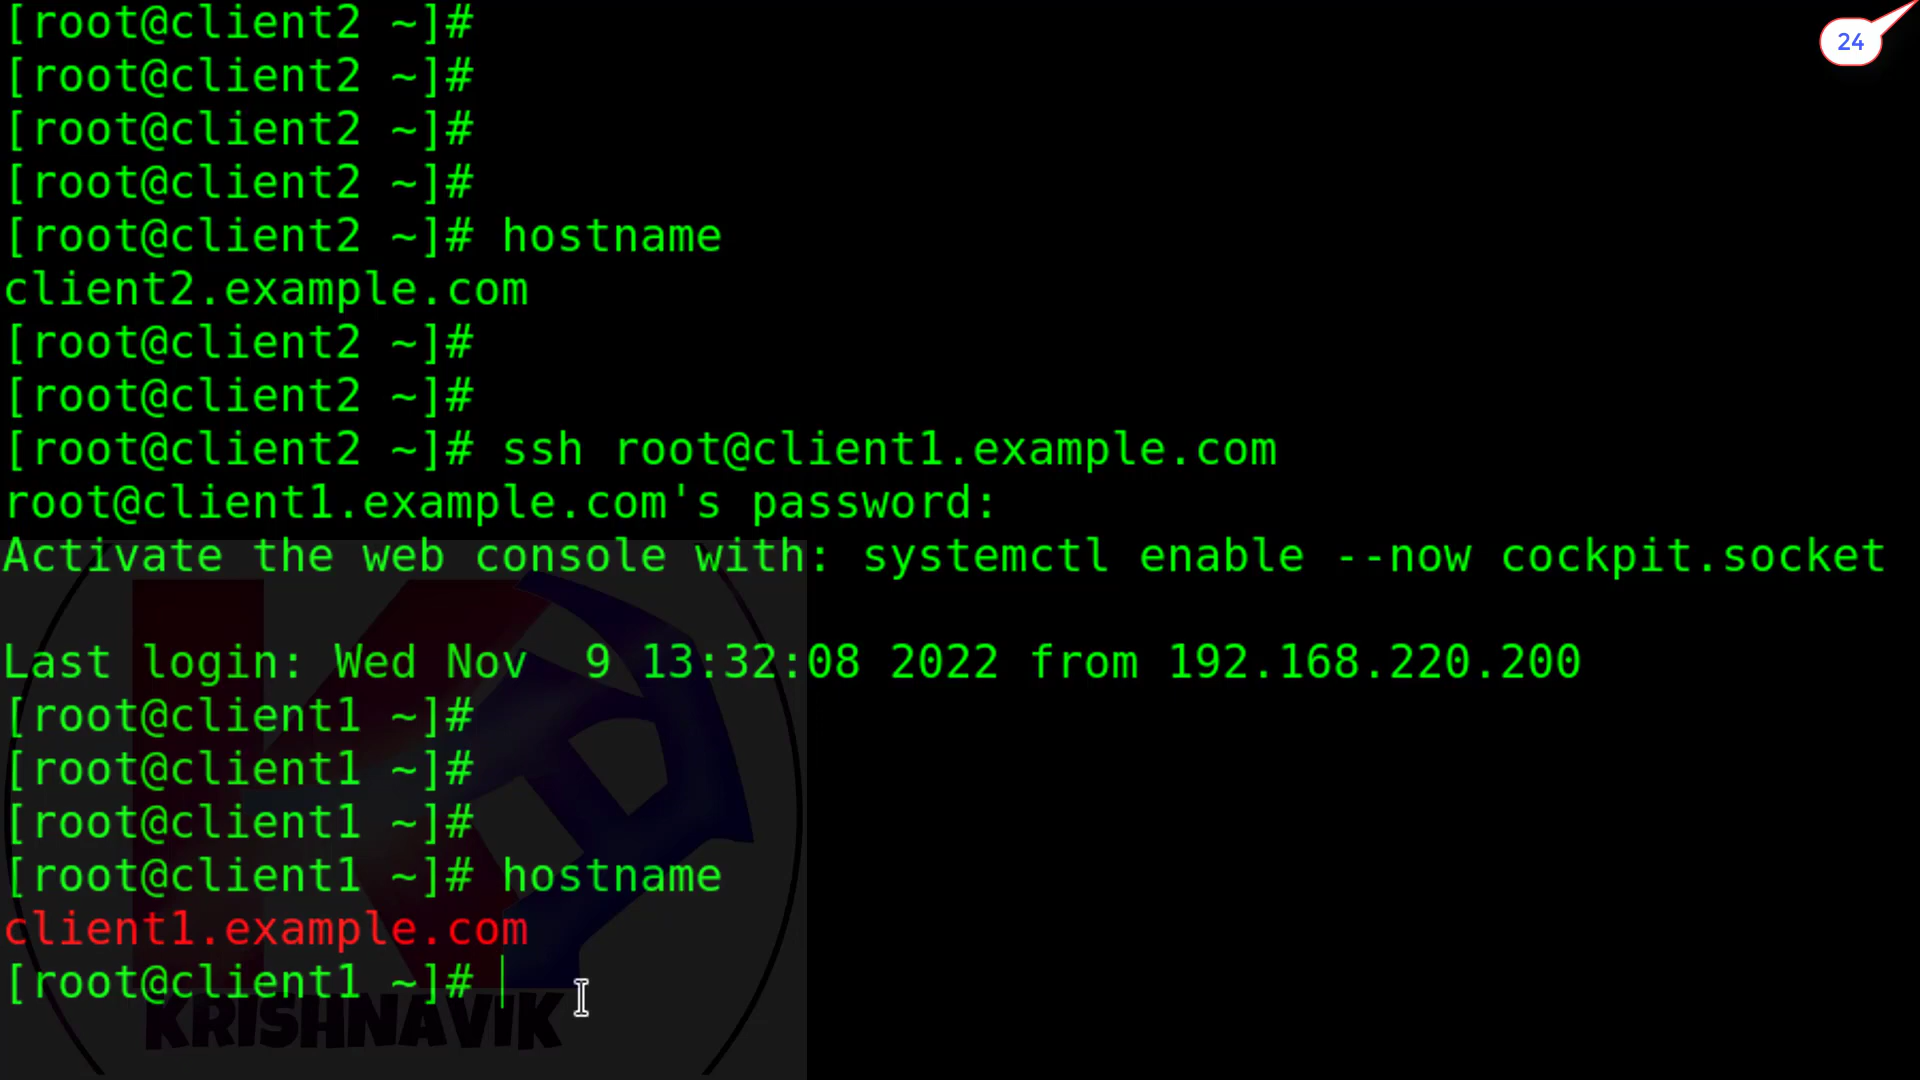 [root@client2 ~]#
24
[root@client2 ~]#
[root@client2 ~]#
[root@client2 ~]#
[root@client2 ~]# hostname
client2.example.com
[root@client2 ~]#
[root@client2 ~]#
[root@client2 ~]# ssh root@client1.example.com
root@client1.example.com's password:
Activate the web console with: systemctl enable --now cockpit.socket

Last login: Wed Nov  9 13:32:08 2022 from 192.168.220.200
[root@client1 ~]#
[root@client1 ~]#
[root@client1 ~]#
[root@client1 ~]# hostname
client1.example.com
[root@client1 ~]#
KRISHNAVIK